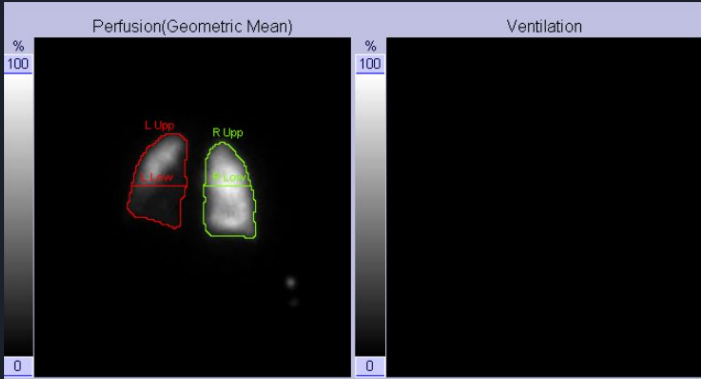 Perfusion(Geometric Mean)
Ventilation
%
100
0
L Upp
R Upp
L Low
R Low
%
100
0